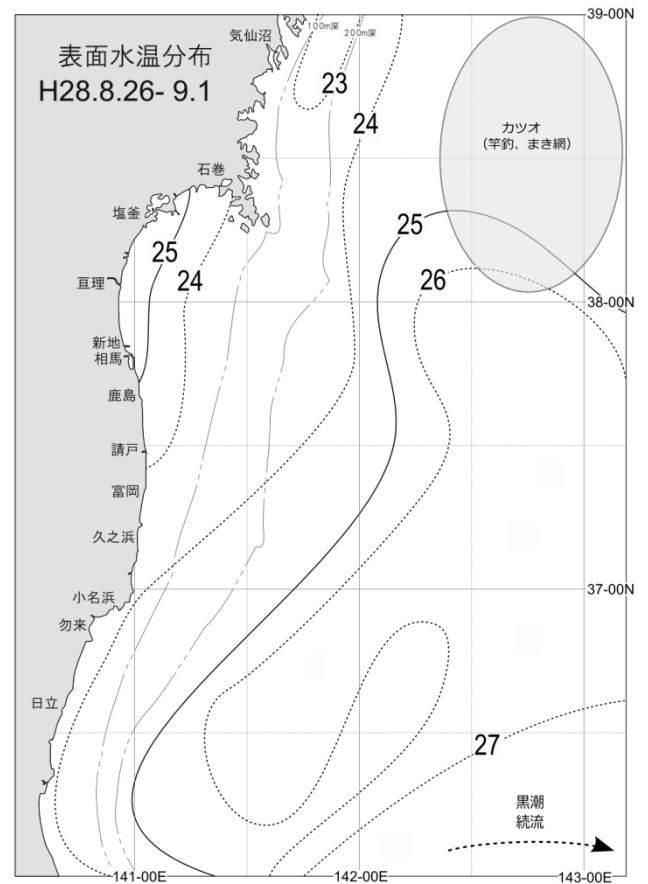 39-00N
気仙沼
100m深
200m深
表面水温分布
H28.8.26- 9.1
23
24
カツオ
（竿釣、まき網）
石巻
塩釜
25
24
25
26
亘理
38-00N
新地
相馬
鹿島
請戸
富岡
久之浜
37-00N
小名浜
勿来
日立
27
黒潮
続流
141-00E
142-00E
143-00E